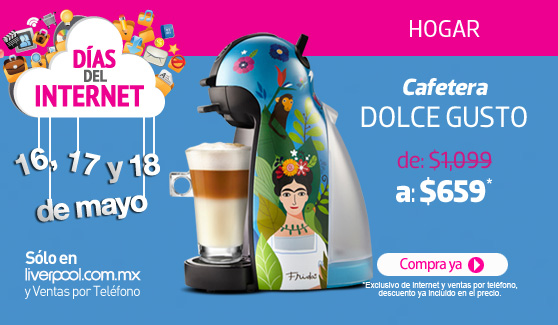 DÍAS
DEL
INTERNET
16, 17 y 18
de mayo
Sólo en
liverpool.com.mx
y Ventas por Teléfono
HOGAR
Cafetera
DOLCE GUSTO
de: $1,099
a: $659*
Compra ya
*Exclusivo de Internet y ventas por teléfono,
descuento ya incluido en el precio.
Frida